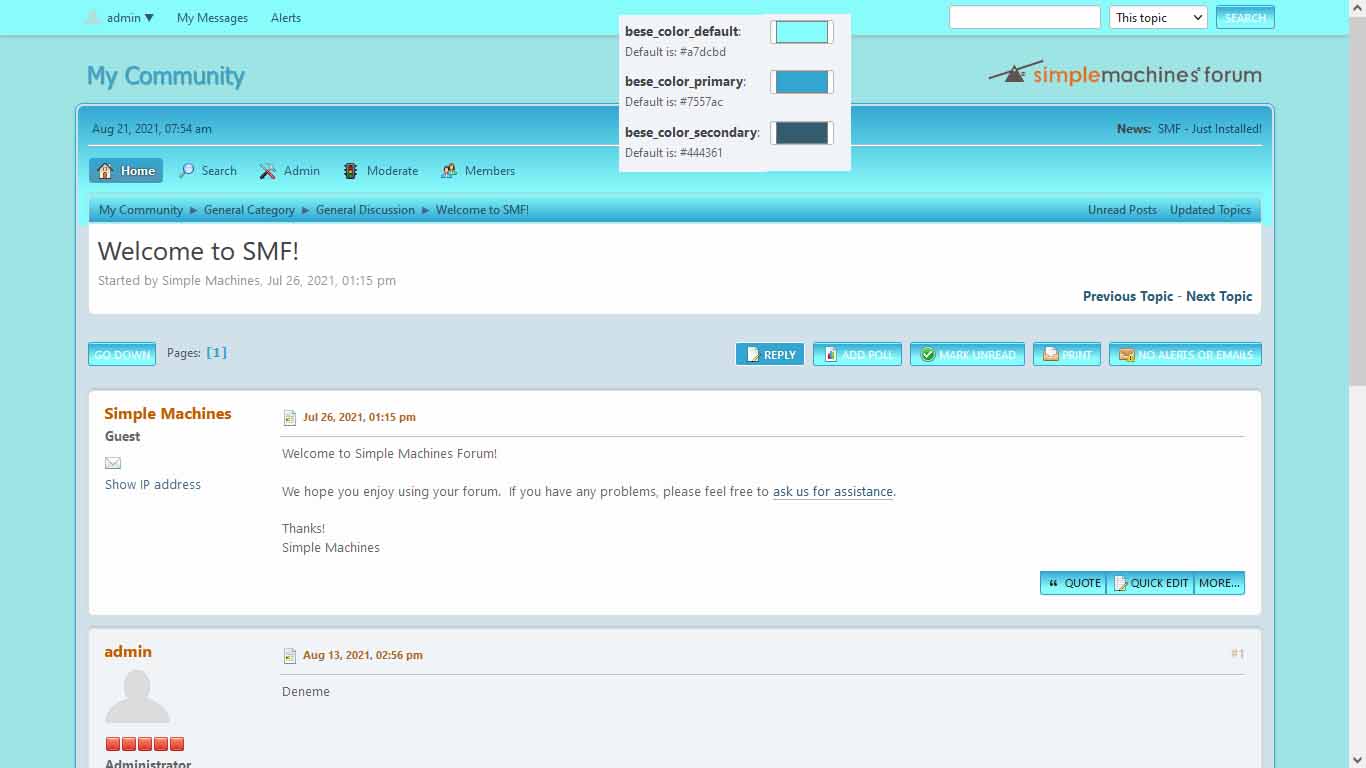 admin ▼ My Messages Alerts
This topic SEARCH
bese_color_default:
Default is: #a7dcbd
bese_color_primary:
Default is: #7557ac
bese_color_secondary:
Default is: #444361
My Community
simplemachines forum
Aug 21, 2021, 07:54 am
News: SMF - Just Installed!
Home Search Admin Moderate Members
My Community ► General Category ► General Discussion ► Welcome to SMF!
Unread Posts Updated Topics
Welcome to SMF!
Started by Simple Machines, Jul 26, 2021, 01:15 pm
Previous Topic - Next Topic
GO DOWN Pages: [1]
REPLY ADD POLL MARK UNREAD PRINT NO ALERTS OR EMAILS
Simple Machines
Guest
Show IP address
Jul 26, 2021, 01:15 pm
Welcome to Simple Machines Forum!
We hope you enjoy using your forum. If you have any problems, please feel free to ask us for assistance.
Thanks!
Simple Machines
QUOTE QUICK EDIT MORE...
admin
Aug 13, 2021, 02:56 pm
#1
Deneme
Administrator